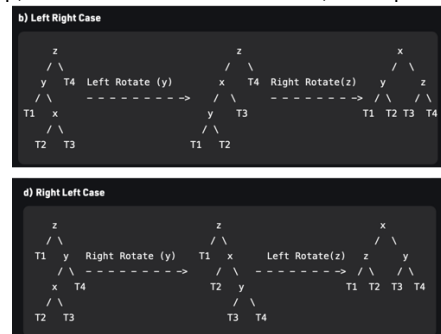 b) Left Right Case
z z x
/ \ / \ / \
y T4 Left Rotate (y) x T4 Right Rotate(z) y z
/ \ - - - - - - - - -> / \ - - - - - - - -> / \ / \
T1 x y T3 T1 T2 T3 T4
/ \ / \
T2 T3 T1 T2
d) Right Left Case
z z x
/ \ / \ / \
T1 y Right Rotate (y) T1 x Left Rotate(z) z y
/ \ - - - - - - - - -> / \ - - - - - - - -> / \ / \
x T4 T2 y T1 T2 T3 T4
/ \ / \
T2 T3 T3 T4